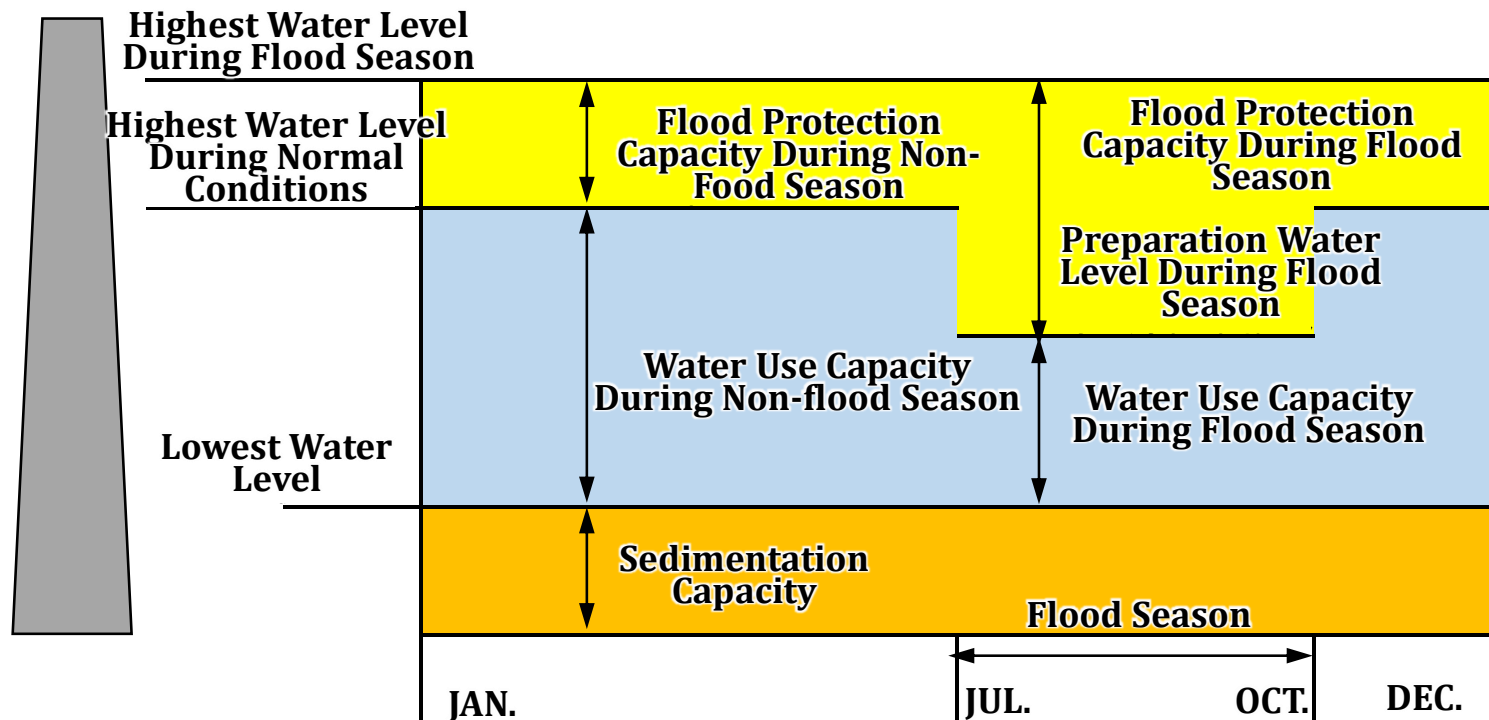 Highest Water Level
During Flood Season
Highest Water Level
During Normal
Conditions
Flood Protection
Capacity During Non-
Food Season
Flood Protection
Capacity During Flood
Season
Preparation Water
Level During Flood
Season
Water Use Capacity
During Non-flood Season
Water Use Capacity
During Flood Season
Lowest Water
Level
Sedimentation
Capacity
Flood Season
JAN.
JUL.
OCT.
DEC.